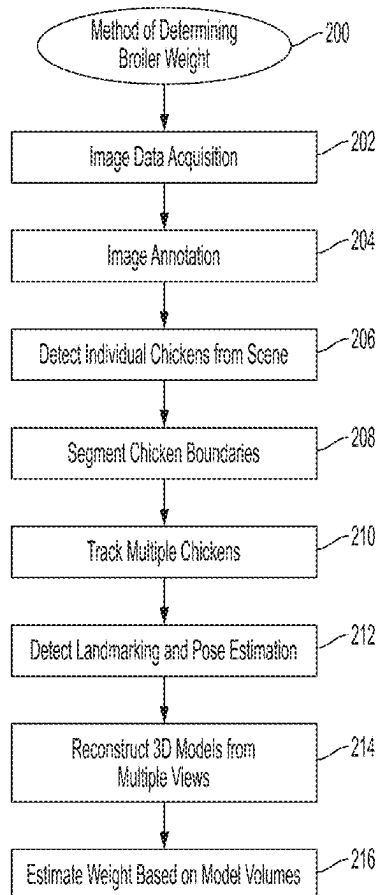 Method of Determining
Broiler Weight
200
Image Data Acquisition
202
Image Annotation
204
Detect Individual Chickens from Scene
206
Segment Chicken Boundaries
208
Track Multiple Chickens
210
Detect Landmarking and Pose Estimation
212
Reconstruct 3D Models from
Multiple Views
214
Estimate Weight Based on Model Volumes
216